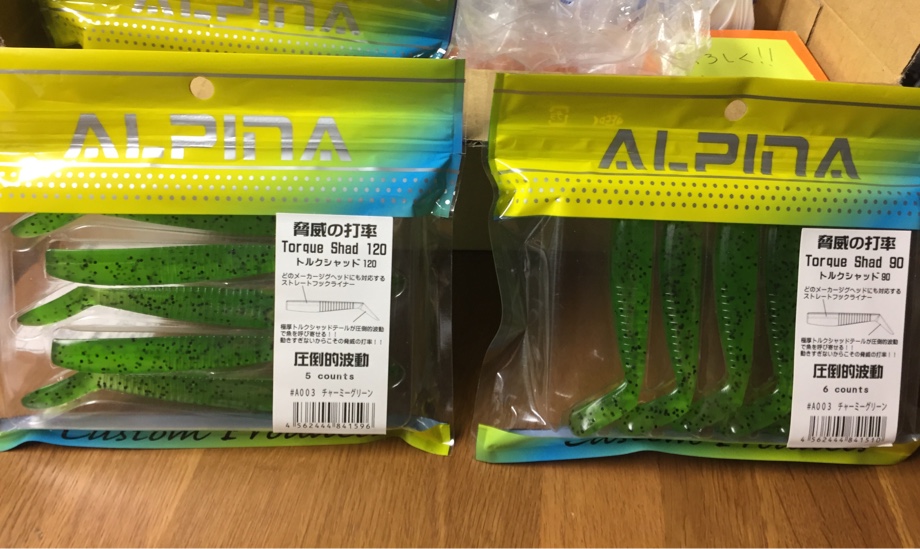 ALPINA
ろしく!!
ALPINA
脅威の打率
Torque Shad 120
トルクシャッド 120
どのメーカージグヘッドにも対応する
ストレートフックライナー
極厚トルクシャッドテールが圧倒的波動
で魚を呼び寄せる!!
動きすぎないからこその脅威の打率!!
圧倒的波動
5 counts
#A003 チャーミーグリーン
4 562444 841596
Custom Product
ALPINA
脅威の打率
Torque Shad 90
トルクシャッド 90
どのメーカージグヘッドにも対応する
ストレートフックライナー
極厚トルクシャッドテールが圧倒的波動
で魚を呼び寄せる!!
動きすぎないからこその脅威の打率!!
圧倒的波動
6 counts
#A003 チャーミーグリーン
4 562444 841510